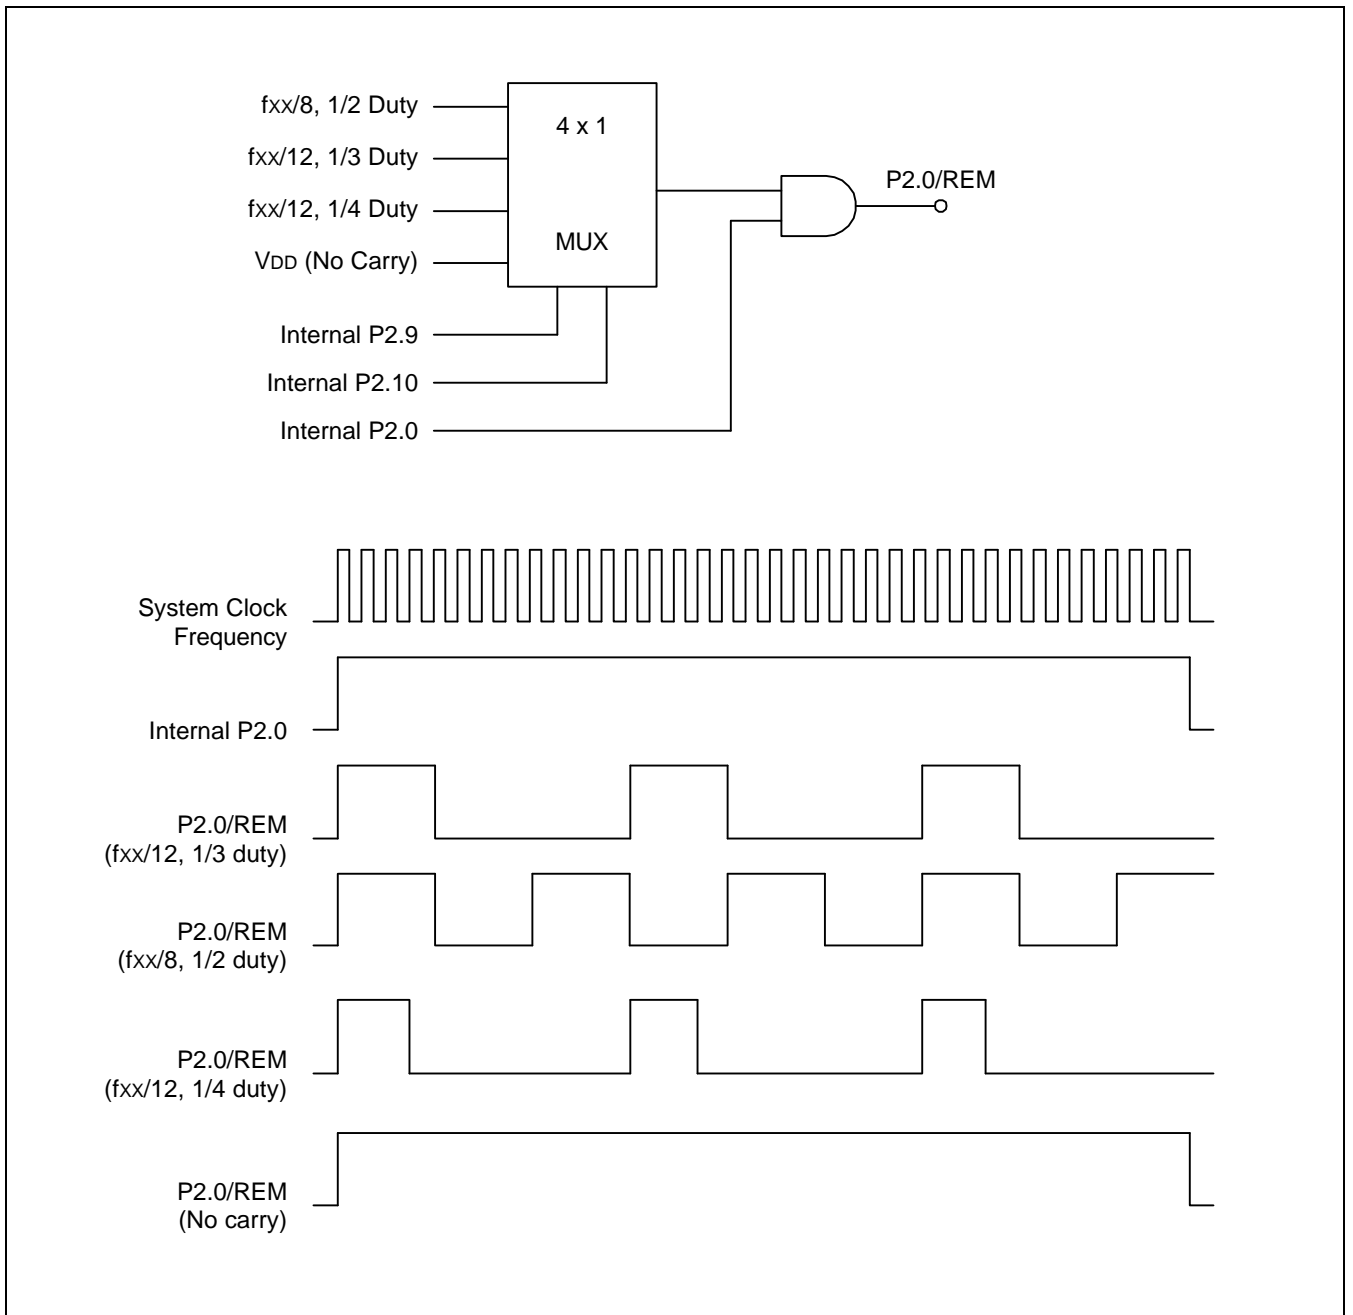 fxx/8, 1/2 Duty
fxx/12, 1/3 Duty
fxx/12, 1/4 Duty
VDD (No Carry)
4 x 1
MUX
P2.0/REM
Internal P2.9
Internal P2.10
Internal P2.0
System Clock
Frequency
Internal P2.0
P2.0/REM
(fxx/12, 1/3 duty)
P2.0/REM
(fxx/8, 1/2 duty)
P2.0/REM
(fxx/12, 1/4 duty)
P2.0/REM
(No carry)